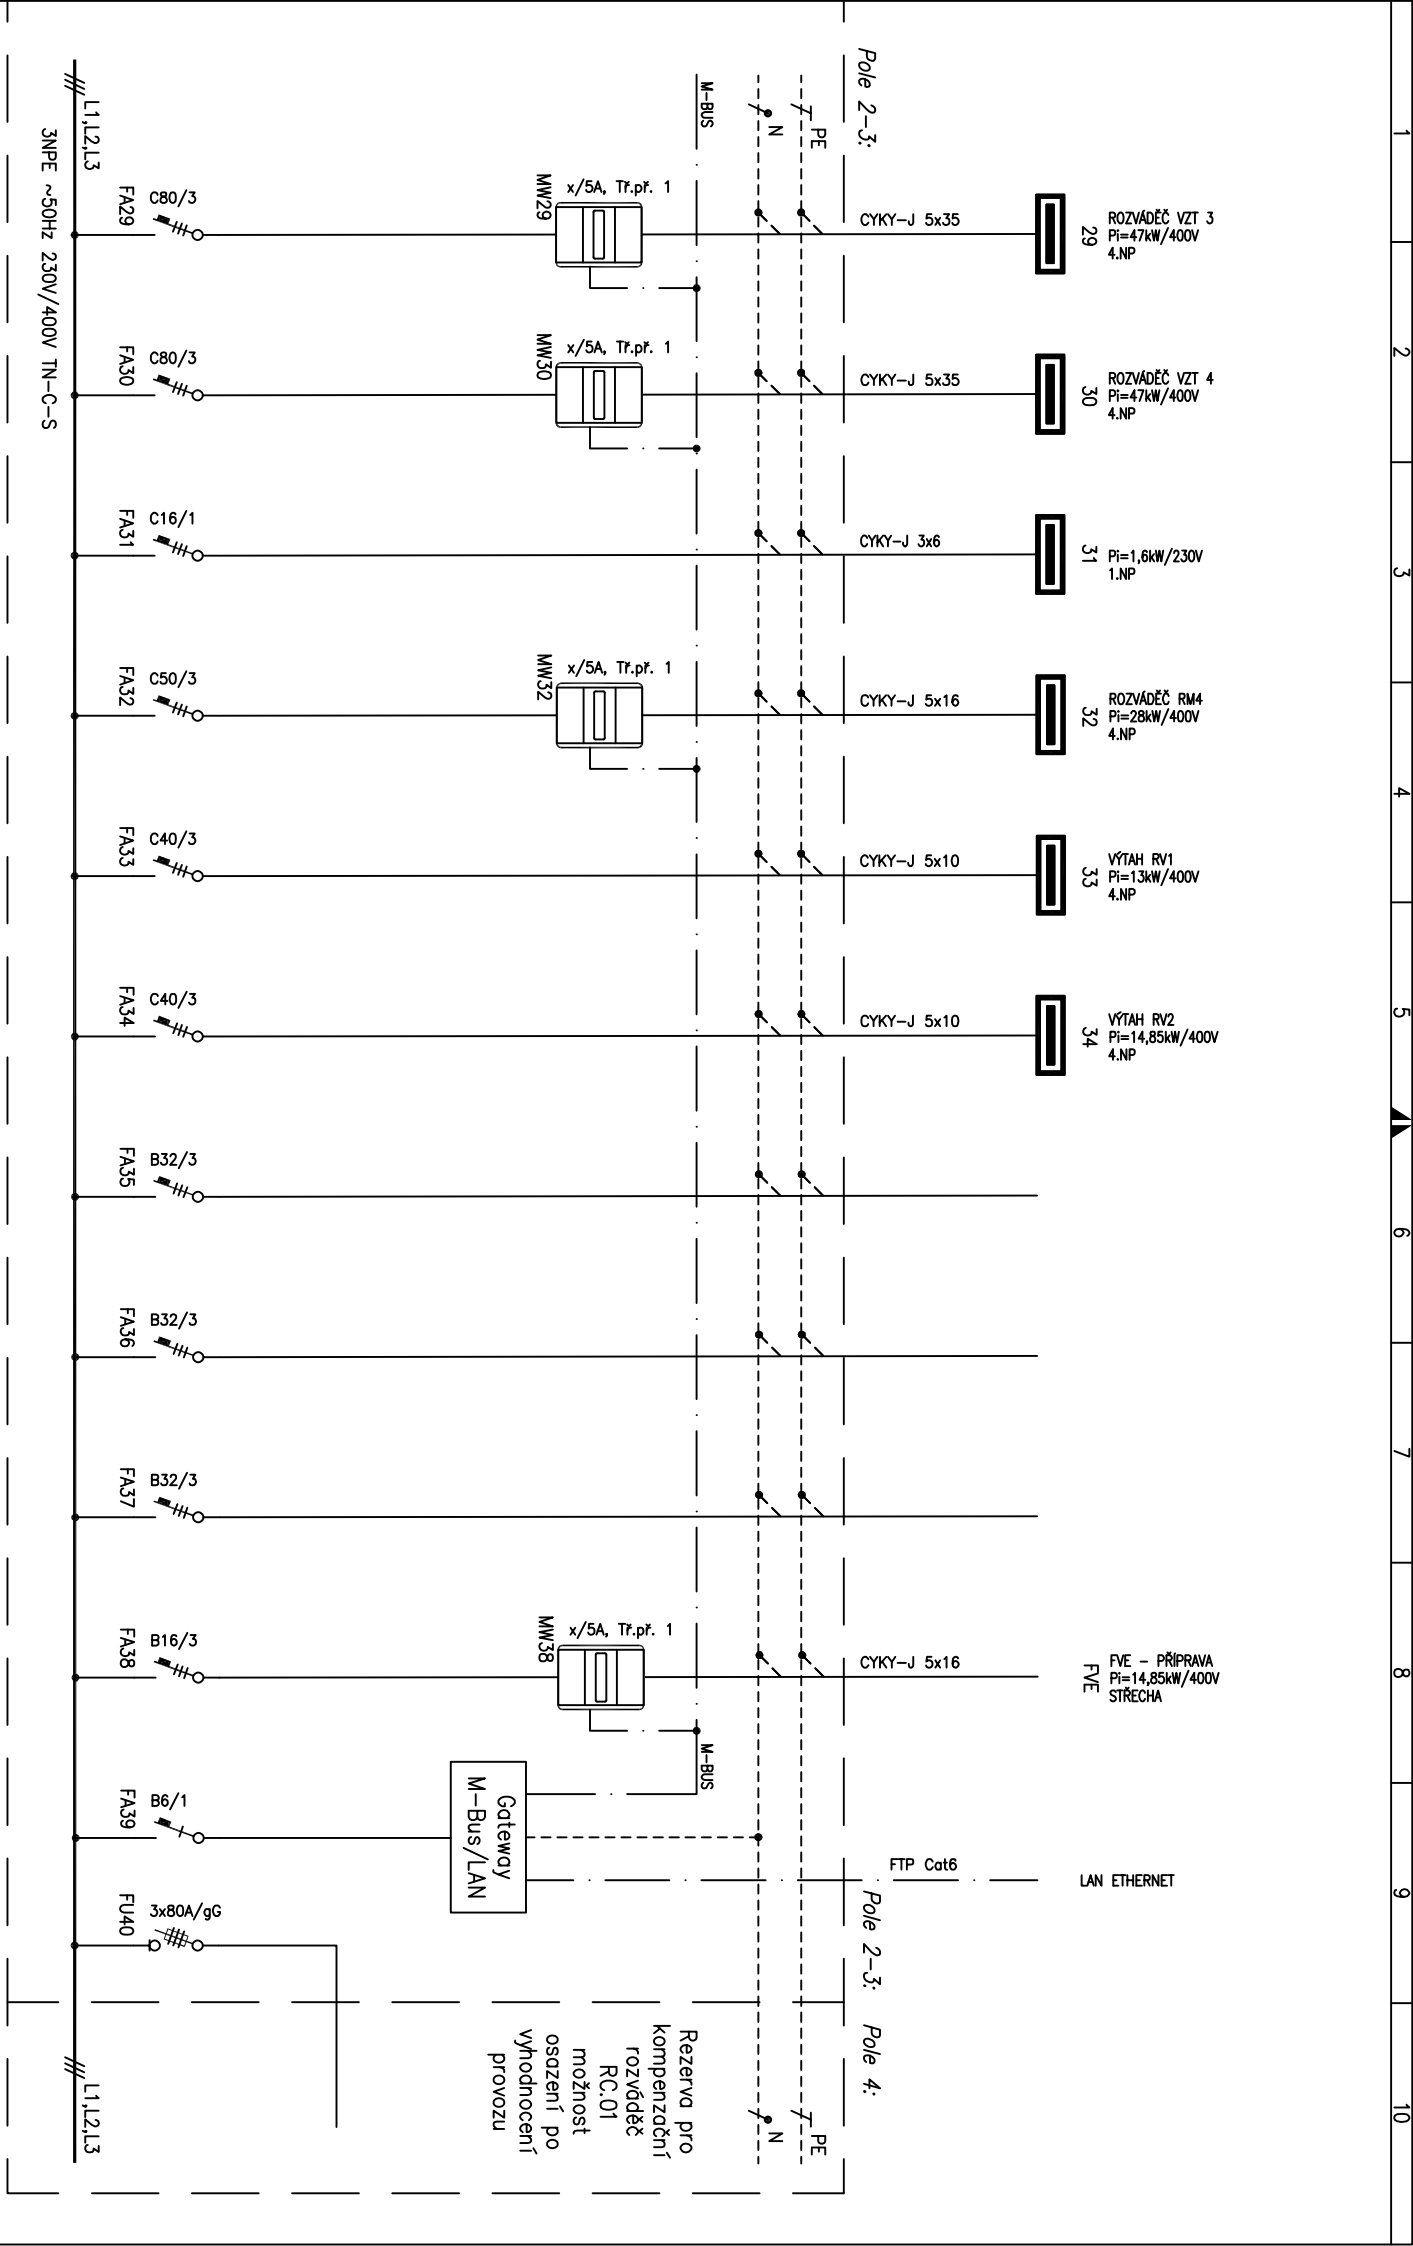 1
2
3
4
5
6
7
8
9
10
Pole 2-3:
PE
N
M-BUS
L1,L2,L3
3NPE ~50Hz 230V/400V TN-C-S
ROZVÁDĚČ VZT 3
Pi=47kW/400V
4.NP
29
CYKY-J 5x35
x/5A, Tř.př. 1
MW29
C80/3
FA29
ROZVÁDĚČ VZT 4
Pi=47kW/400V
4.NP
30
CYKY-J 5x35
x/5A, Tř.př. 1
MW30
C80/3
FA30
Pi=1,6kW/230V
1.NP
31
CYKY-J 3x6
C16/1
FA31
ROZVÁDĚČ RM4
Pi=28kW/400V
4.NP
32
CYKY-J 5x16
x/5A, Tř.př. 1
MW32
C50/3
FA32
VÝTAH RV1
Pi=13kW/400V
4.NP
33
CYKY-J 5x10
C40/3
FA33
VÝTAH RV2
Pi=14,85kW/400V
4.NP
34
CYKY-J 5x10
C40/3
FA34
B32/3
FA35
B32/3
FA36
B32/3
FA37
FVE - PŘÍPRAVA
Pi=14,85kW/400V
STŘECHA
FVE
CYKY-J 5x16
x/5A, Tř.př. 1
MW38
B16/3
FA38
M-BUS
Gateway
M-Bus/LAN
B6/1
FA39
FTP Cat6
LAN ETHERNET
3x80A/gG
FU40
Pole 2-3:
Pole 4:
Rezerva pro
kompenzační
rozváděč
RC.01
možnost
osazení po
vyhodnocení
provozu
PE
N
L1,L2,L3